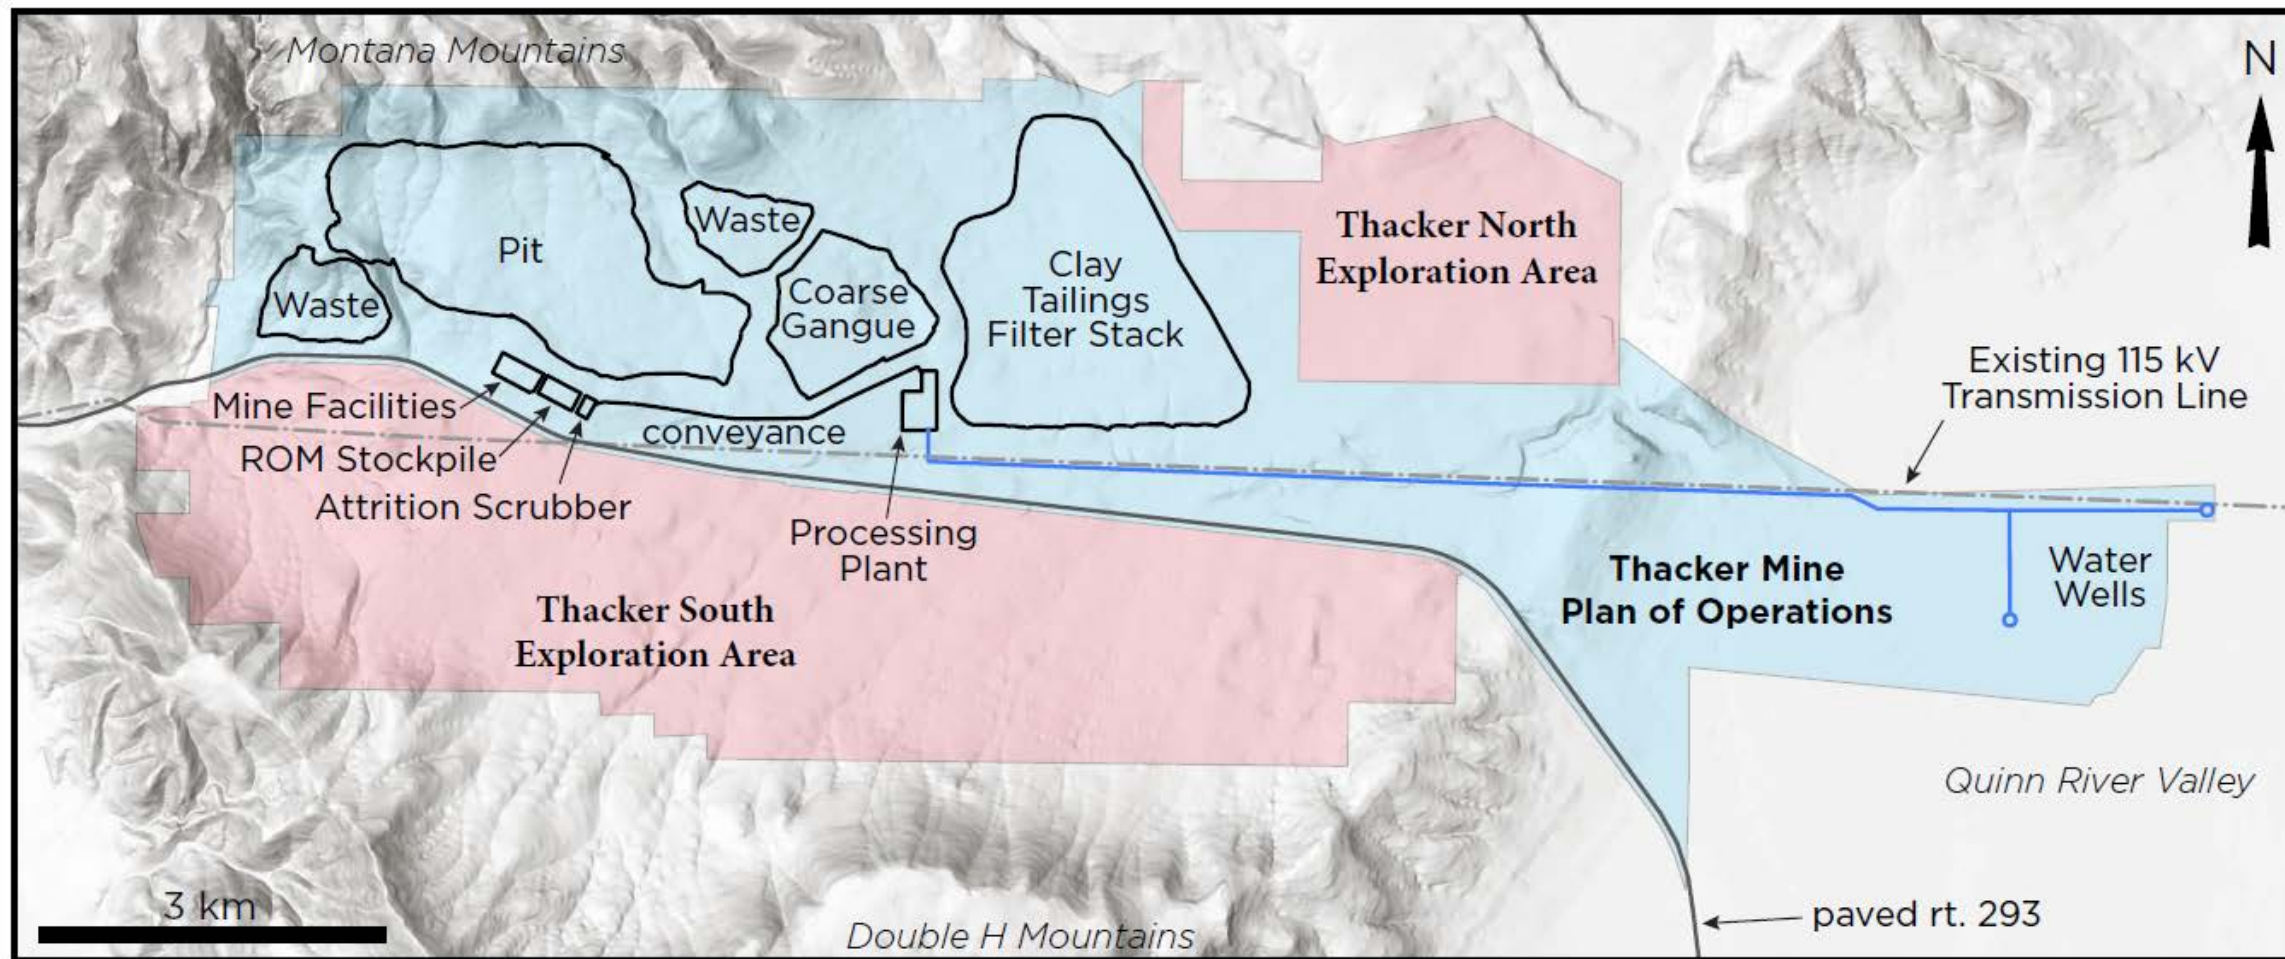 Montana Mountains
N
Waste
Pit
Thacker North
Exploration Area
Clay
Tailings
Filter Stack
Coarse
Gangue
Waste
Existing 115 kV
Transmission Line
Mine Facilities
conveyance
ROM Stockpile
Attrition Scrubber
Processing
Plant
Thacker Mine
Plan of Operations
Water
Wells
Thacker South
Exploration Area
Quinn River Valley
3 km
Double H Mountains
paved rt. 293